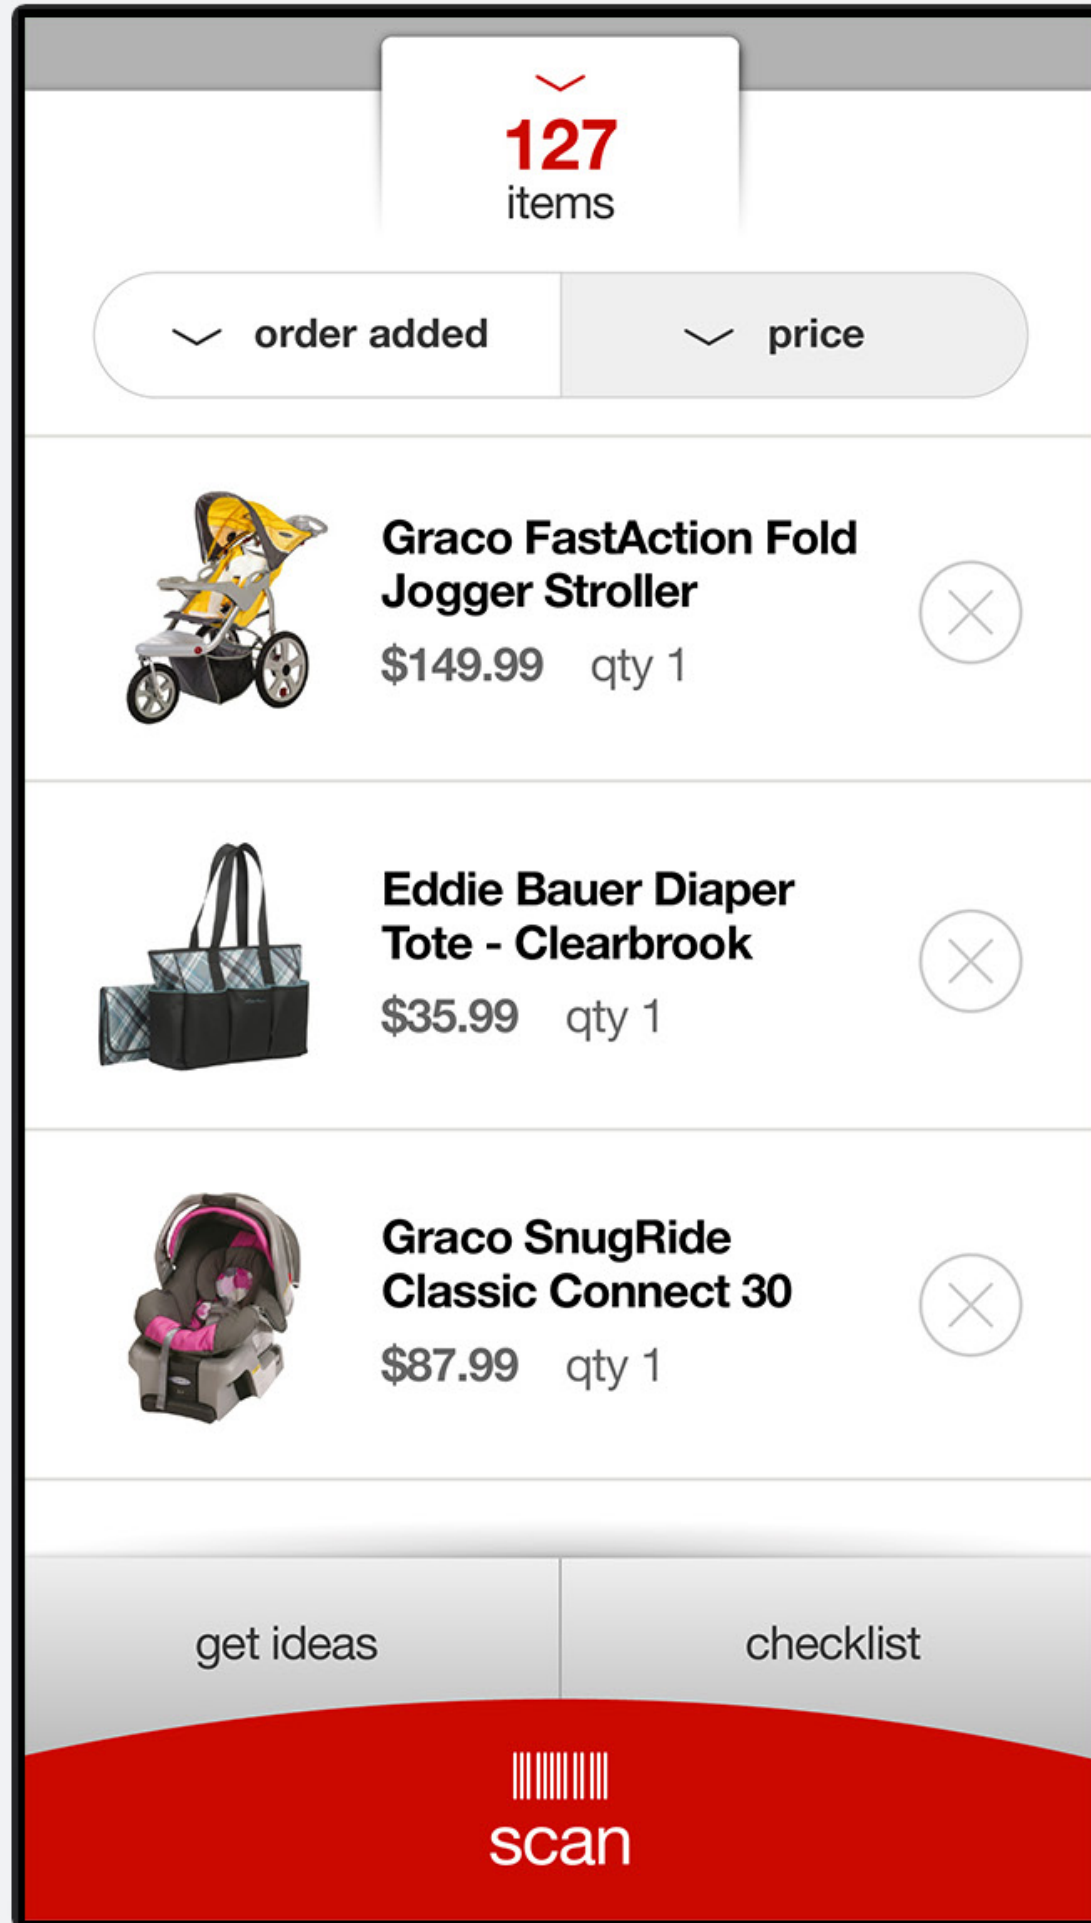 127
items
order added
price
Graco FastAction Fold
Jogger Stroller
$149.99 qty 1
Eddie Bauer Diaper
Tote - Clearbrook
$35.99 qty 1
Graco SnugRide
Classic Connect 30
$87.99 qty 1
get ideas
checklist
scan